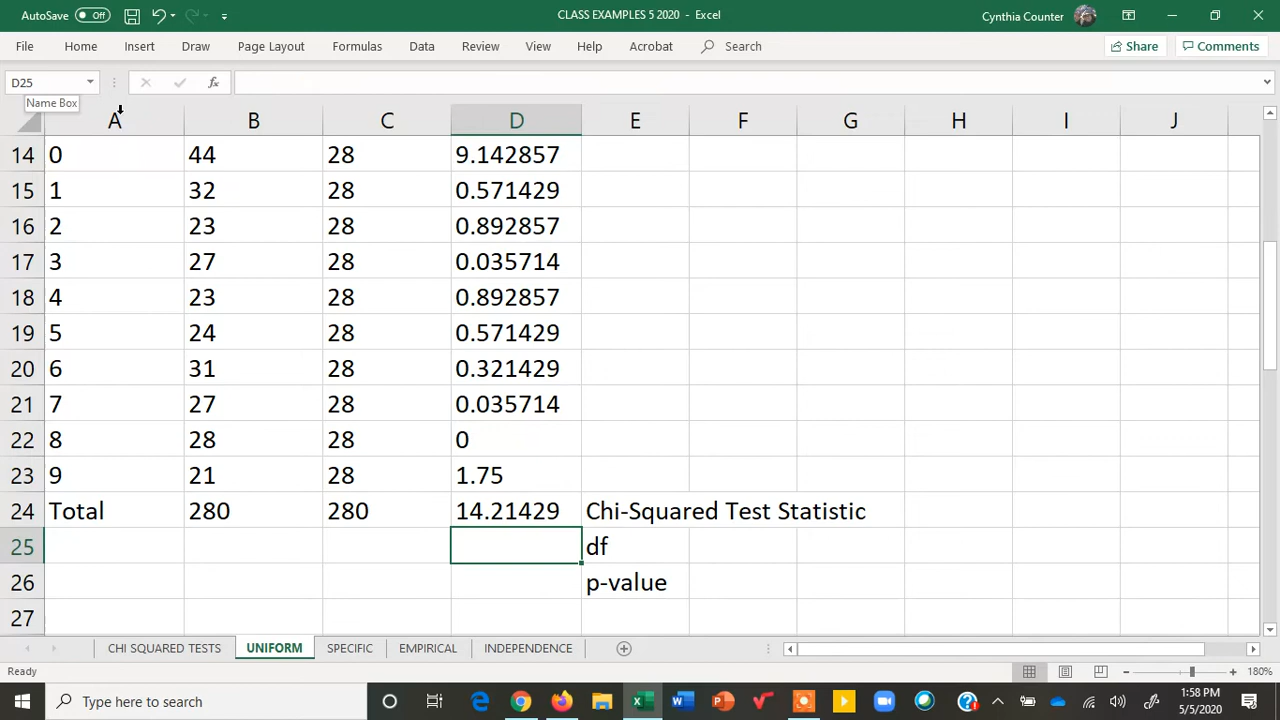 AutoSave Off CLASS EXAMPLES 5 2020 - Excel Cynthia Counter
File Home Insert Draw Page Layout Formulas Data Review View Help Acrobat Search Share Comments
D25 fx
Name Box
A B C D E F G H I J
14 0 44 28 9.142857
15 1 32 28 0.571429
16 2 23 28 0.892857
17 3 27 28 0.035714
18 4 23 28 0.892857
19 5 24 28 0.571429
20 6 31 28 0.321429
21 7 27 28 0.035714
22 8 28 28 0
23 9 21 28 1.75
24 Total 280 280 14.21429 Chi-Squared Test Statistic
25 df
26 p-value
27
CHI SQUARED TESTS UNIFORM SPECIFIC EMPIRICAL INDEPENDENCE
Ready 180%
Type here to search 1:58 PM
5/5/2020